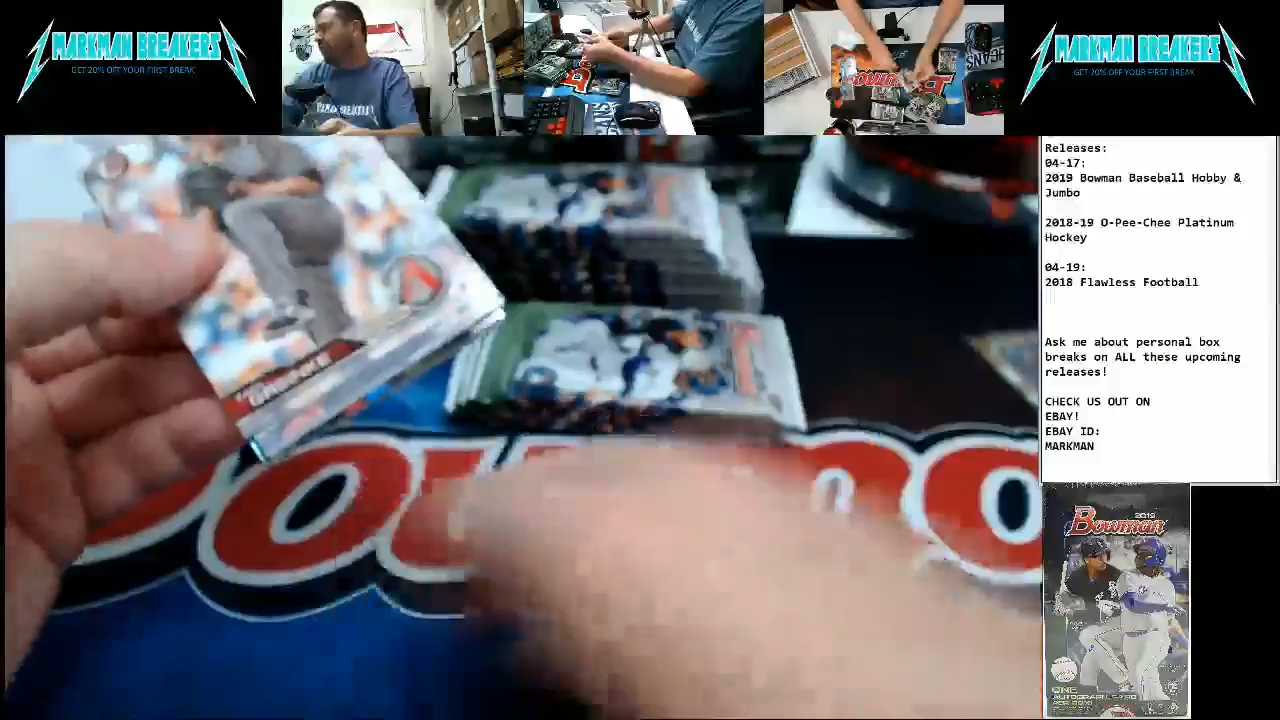 MARKMAN BREAKERS
GET 20% OFF YOUR FIRST BREAK
MARKMAN BREAKERS
GET 20% OFF YOUR FIRST BREAK
Releases:
04-17:
2019 Bowman Baseball Hobby &
Jumbo
2018-19 O-Pee-Chee Platinum
Hockey
04-19:
2018 Flawless Football
Ask me about personal box
breaks on ALL these upcoming
releases!
CHECK US OUT ON
EBAY!
EBAY ID:
MARKMAN
2019
Bowman
ONE